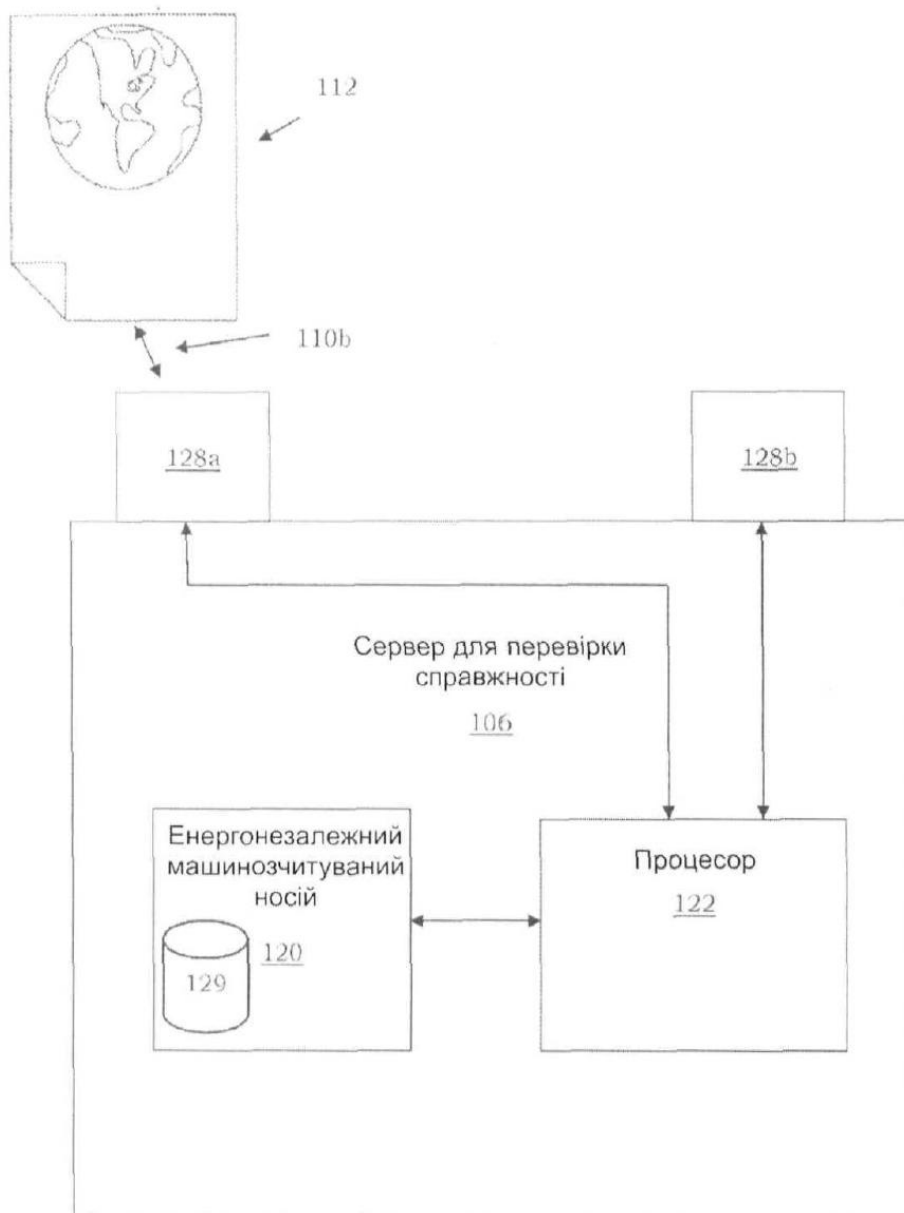 112
110b
128a
128b
Сервер для перевірки
справжності
106
Енергонезалежний
машинозчитуваний
носій
120
129
Процесор
122